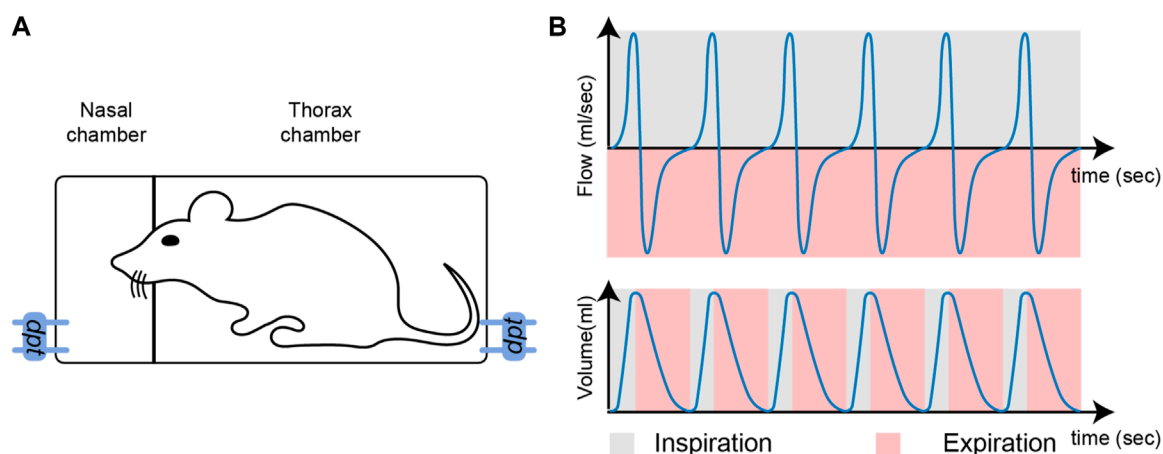 A
Nasal
chamber
Thorax
chamber
dpt
dpt
B
Flow (ml/sec)
time (sec)
Volume(ml)
time (sec)
Inspiration
Expiration